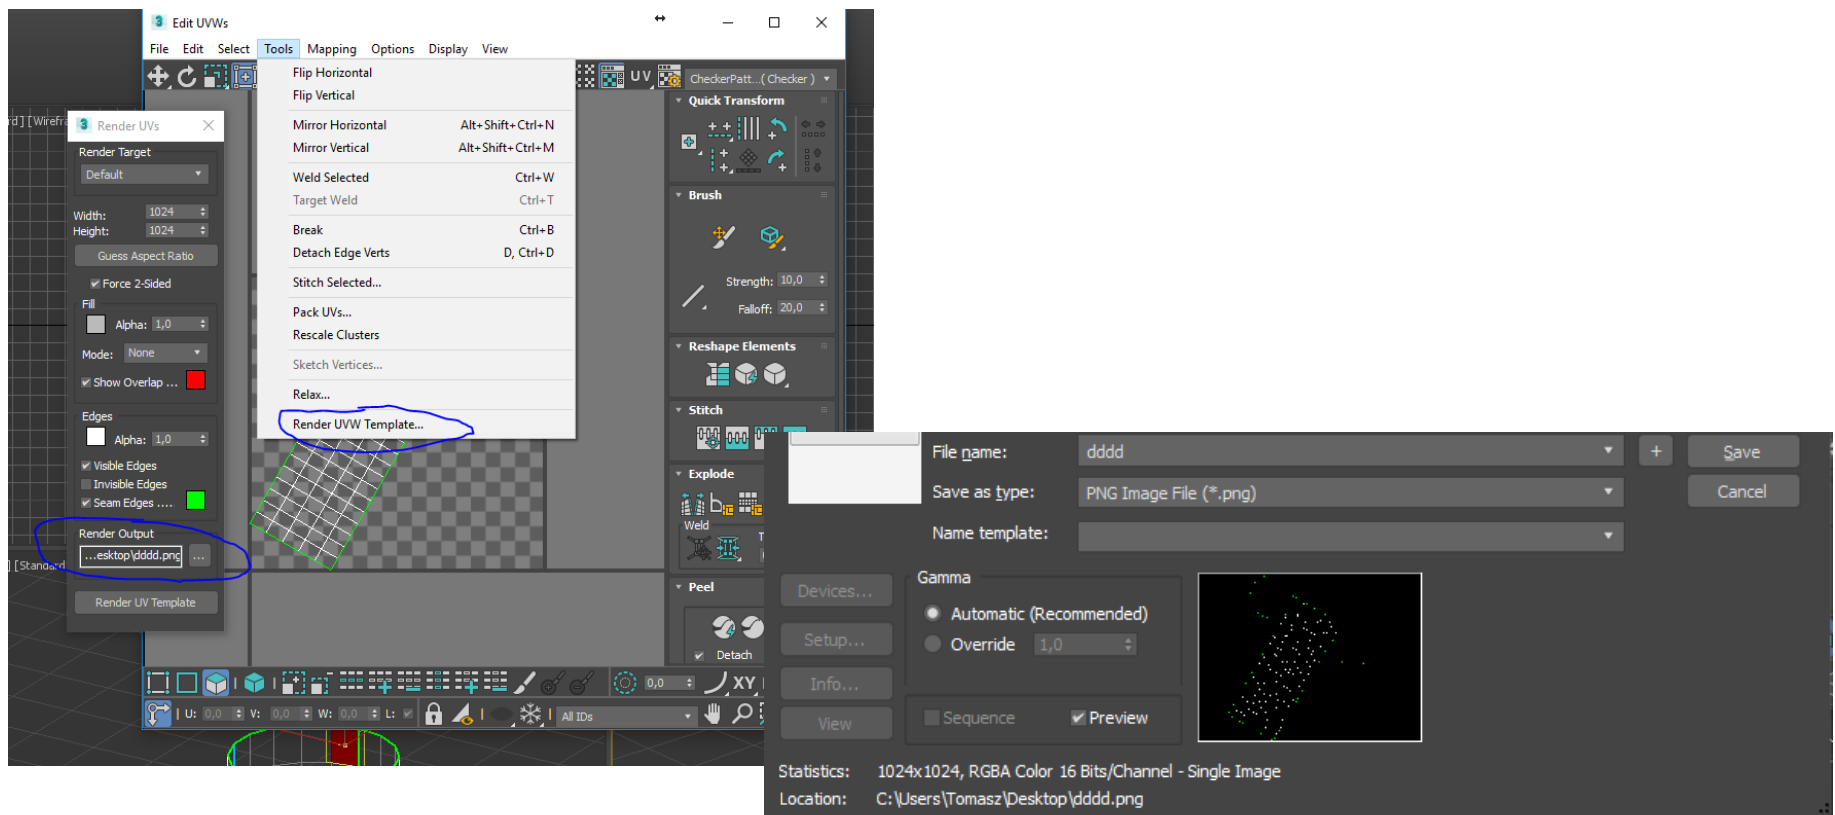 Edit UVWs
File Edit Select Tools Mapping Options Display View
UV
CheckerPatt...( Checker )
Flip Horizontal
Flip Vertical
Mirror Horizontal Alt+Shift+Ctrl+N
Mirror Vertical Alt+Shift+Ctrl+M
Weld Selected Ctrl+W
Target Weld Ctrl+T
Break Ctrl+B
Detach Edge Verts D, Ctrl+D
Stitch Selected...
Pack UVs...
Rescale Clusters
Sketch Vertices...
Relax...
Render UVW Template...
rd ] [Wirefra
Render UVs
Render Target
Default
Width: 1024
Height: 1024
Guess Aspect Ratio
Force 2-Sided
Fill
Alpha: 1,0
Mode: None
Show Overlap ...
Edges
Alpha: 1,0
Visible Edges
Invisible Edges
Seam Edges ....
Render Output
...esktop\dddd.png ...
Render UV Template
] [Standard
Quick Transform
Brush
Strength: 10,0
Falloff: 20,0
Reshape Elements
Stitch
Explode
Weld
T
Peel
Detach
0,0
XY
U: 0,0 V: 0,0 W: 0,0 L:
All IDs
File name: dddd + Save
Save as type: PNG Image File (*.png) Cancel
Name template:
Devices...
Setup...
Info...
View
Gamma
Automatic (Recommended)
Override 1,0
Sequence Preview
Statistics: 1024x1024, RGBA Color 16 Bits/Channel - Single Image
Location: C:\Users\Tomasz\Desktop\dddd.png